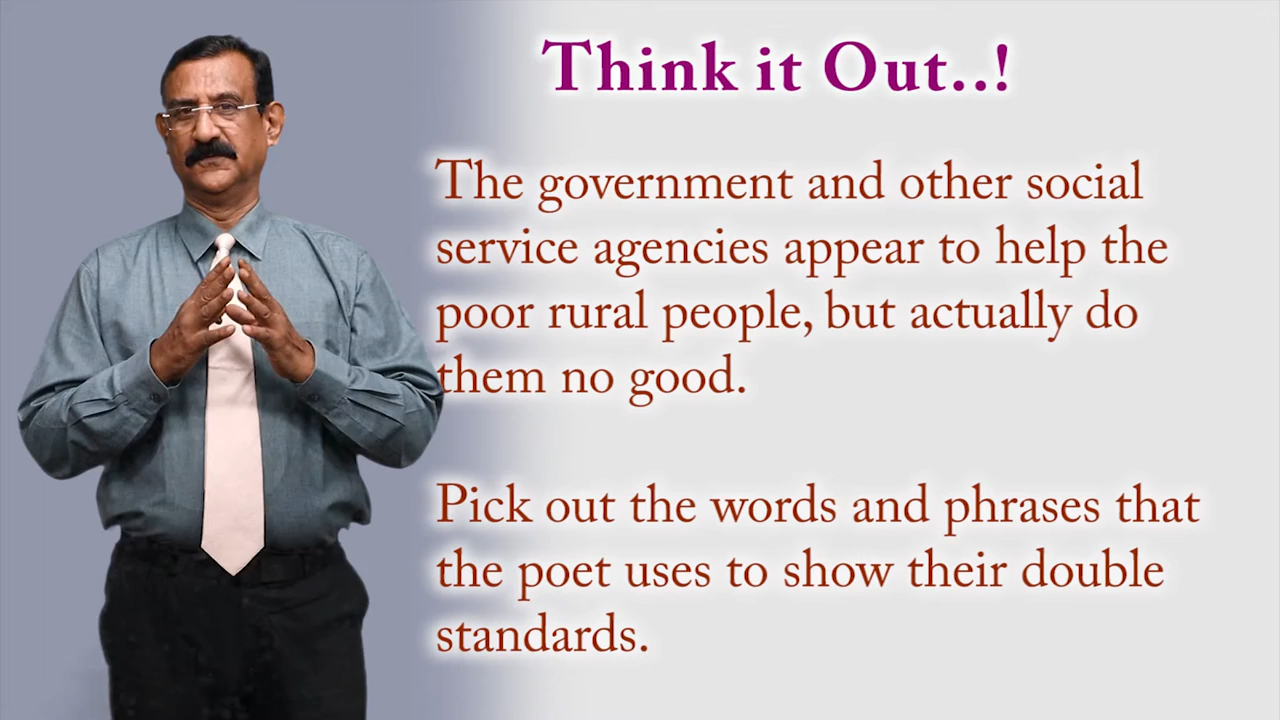 Think it Out..!
The government and other social
service agencies appear to help the
poor rural people, but actually do
them no good.
Pick out the words and phrases that
the poet uses to show their double
standards.